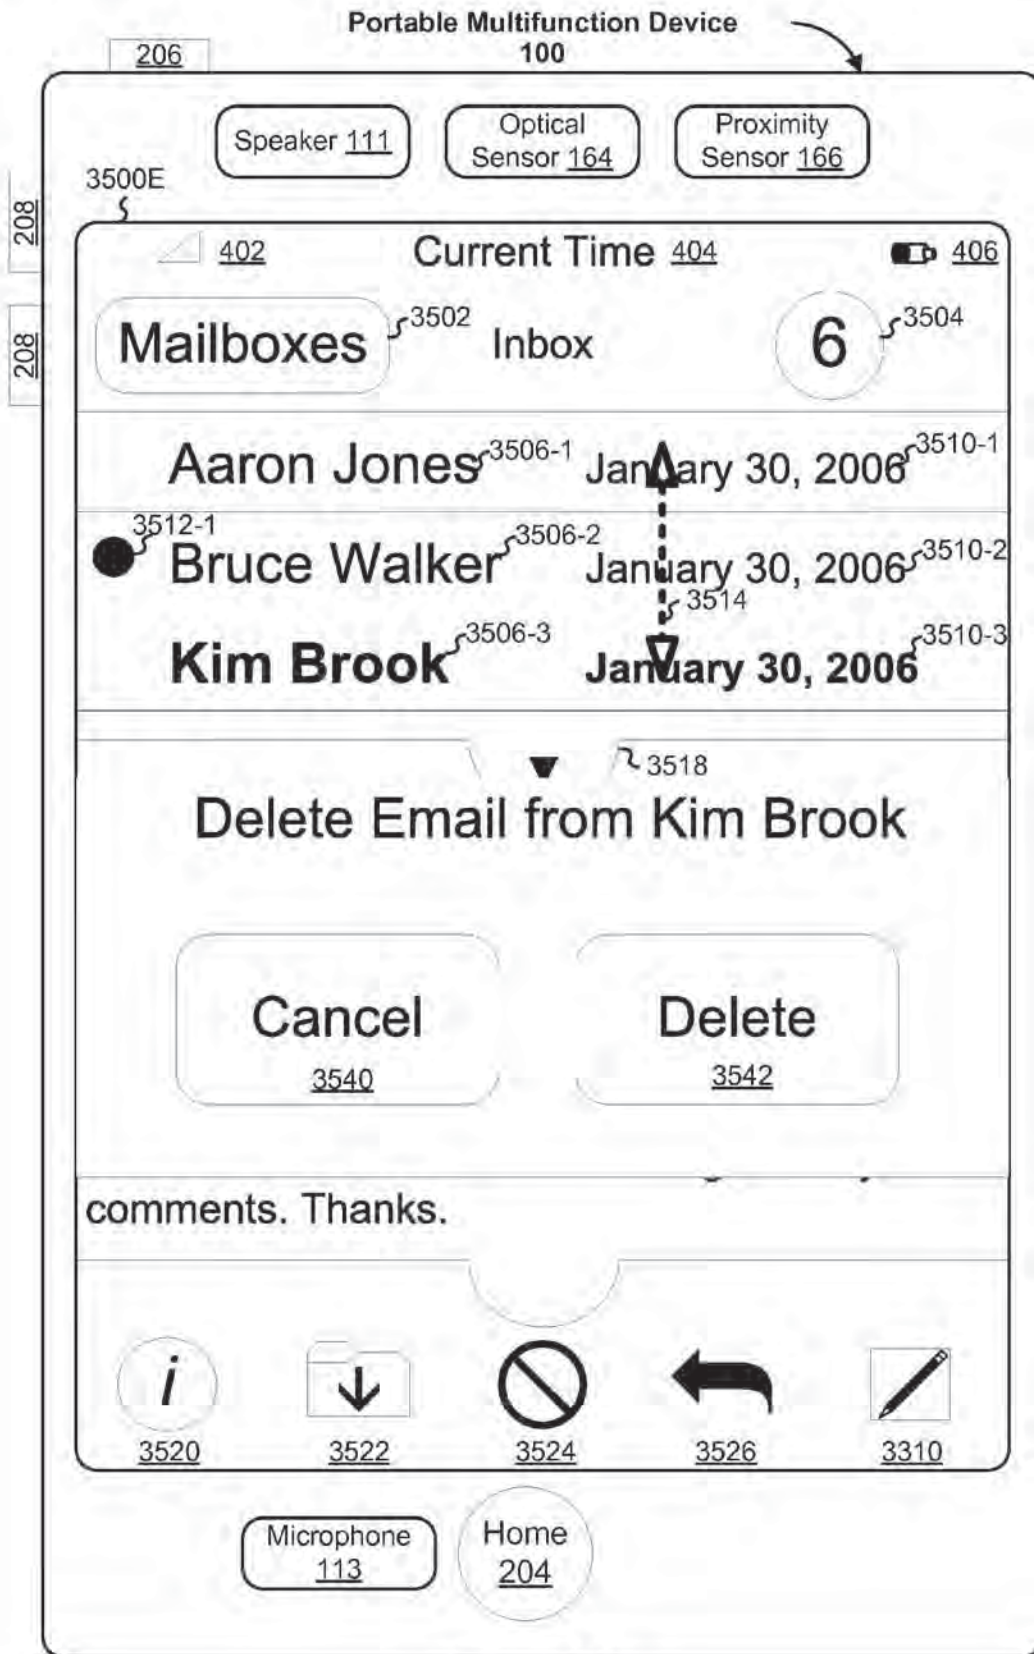 Portable Multifunction Device
100
206
Speaker 111
Optical
Sensor 164
Proximity
Sensor 166
3500E
208
208
402
Current Time 404
406
Mailboxes
3502
Inbox
6
3504
Aaron Jones
3506-1
January 30, 2006
3510-1
3512-1
Bruce Walker
3506-2
January 30, 2006
3510-2
3514
Kim Brook
3506-3
January 30, 2006
3510-3
3518
Delete Email from Kim Brook
Cancel
3540
Delete
3542
comments. Thanks.
i
3520
3522
3524
3526
3310
Microphone
113
Home
204